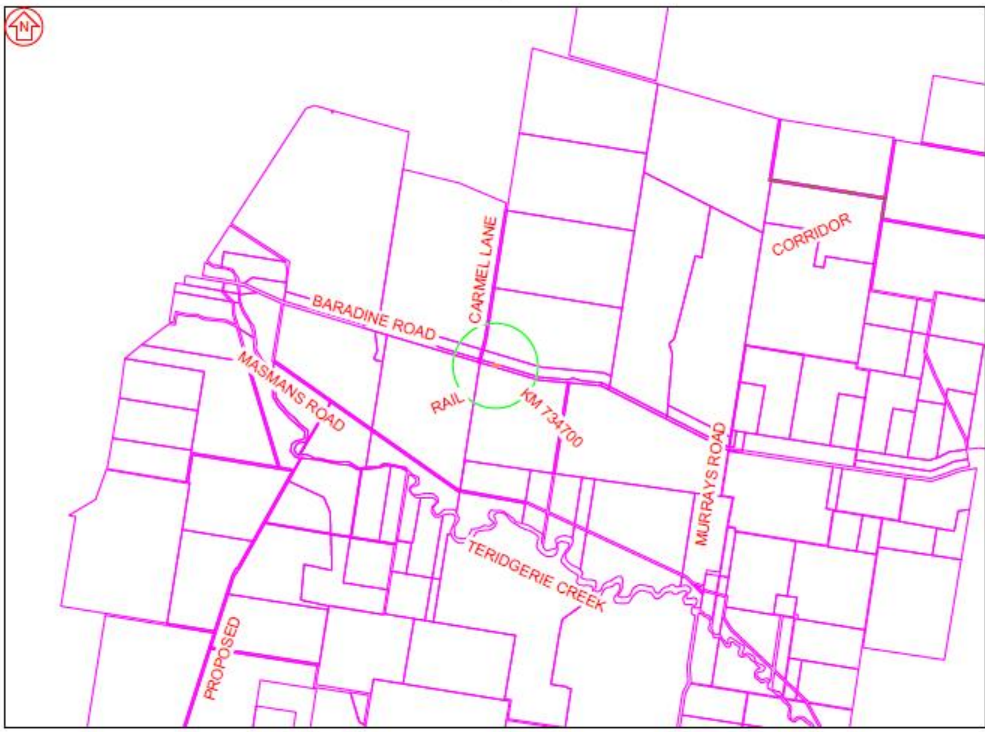 N
CARMEL LANE
CORRIDOR
BARADINE ROAD
MASMANS ROAD
RAIL
KM 734700
MURRAYS ROAD
TERIDGERIE CREEK
PROPOSED